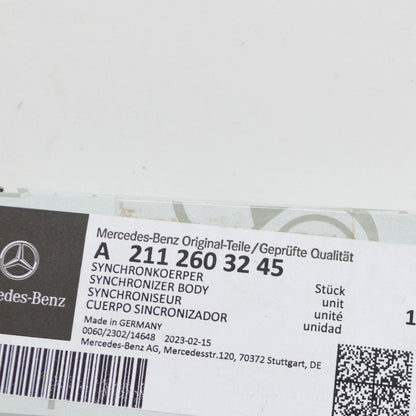 Mercedes-Benz Original-Teile/Geprüfte Qualität
A 211 260 32 45
SYNCHRONKOERPER
SYNCHRONIZER BODY
SYNCHRONISEUR
CUERPO SINCRONIZADOR
Stück
unit
unité
unidad
1
Made in GERMANY
0060/2302/14648 2023-02-15
Mercedes-Benz AG, Mercedesstr.120, 70372 Stuttgart, DE
edes-Benz